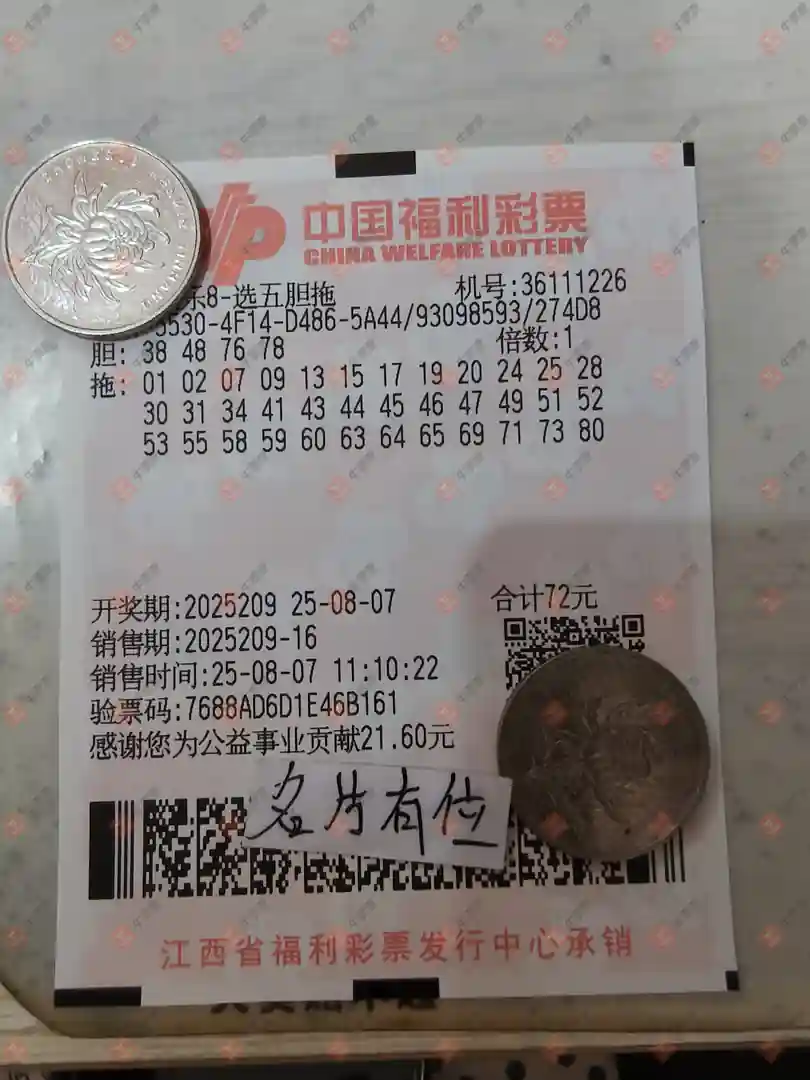 中国福利彩票
CHINA WELFARE LOTTERY
乐8-选五胆拖 机号:36111226
5530-4F14-D486-5A44/93098593/274D8
胆: 38 48 76 78 倍数:1
拖: 01 02 07 09 13 15 17 19 20 24 25 28
30 31 34 41 43 44 45 46 47 49 51 52
53 55 58 59 60 63 64 65 69 71 73 80
开奖期:2025209 25-08-07 合计72元
销售期:2025209-16
销售时间:25-08-07 11:10:22
验票码:7688AD6D1E46B161
感谢您为公益事业贡献21.60元
名片有位
江西省福利彩票发行中心承销